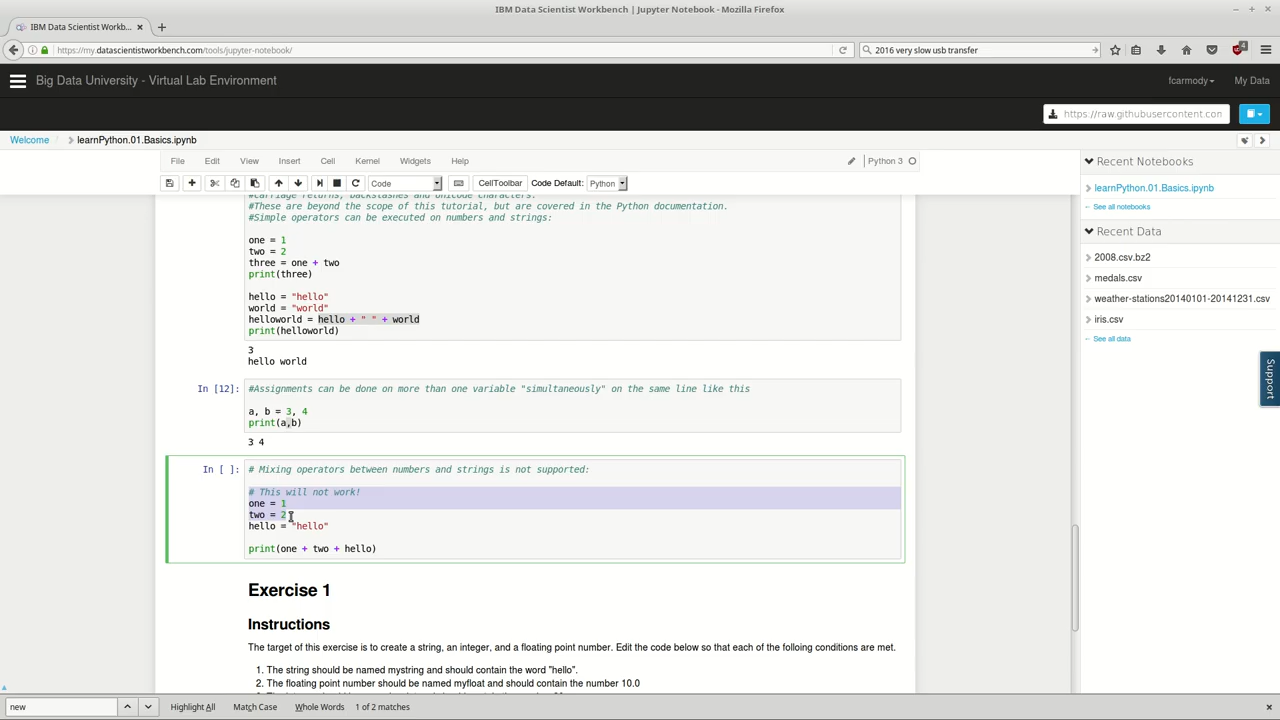 IBM Data Scientist Workbench | Jupyter Notebook - Mozilla Firefox
IBM Data Scientist Workb...
https://my.datascientistworkbench.com/tools/jupyter-notebook/
2016 very slow usb transfer
4
Big Data University - Virtual Lab Environment
fcarmody
My Data
https://raw.githubusercontent.con
Welcome
learnPython.01.Basics.ipynb
File Edit View Insert Cell Kernel Widgets Help
Python 3
Code
CellToolbar
Code Default:
Python
#carriage returns, backslashes and Unicode characters.
#These are beyond the scope of this tutorial, but are covered in the Python documentation.
#Simple operators can be executed on numbers and strings:
one = 1
two = 2
three = one + two
print(three)
hello = "hello"
world = "world"
helloworld = hello + " " + world
print(helloworld)
3
hello world
In [12]:
#Assignments can be done on more than one variable "simultaneously" on the same line like this
a, b = 3, 4
print(a,b)
3 4
In [ ]:
# Mixing operators between numbers and strings is not supported:
# This will not work!
one = 1
two = 2
hello = "hello"
print(one + two + hello)
Exercise 1
Instructions
The target of this exercise is to create a string, an integer, and a floating point number. Edit the code below so that each of the folloing conditions are met.
1. The string should be named mystring and should contain the word "hello".
2. The floating point number should be named myfloat and should contain the number 10.0
Recent Notebooks
learnPython.01.Basics.ipynb
← See all notebooks
Recent Data
2008.csv.bz2
medals.csv
weather-stations20140101-20141231.csv
iris.csv
← See all data
Support
new
Highlight All
Match Case
Whole Words
1 of 2 matches